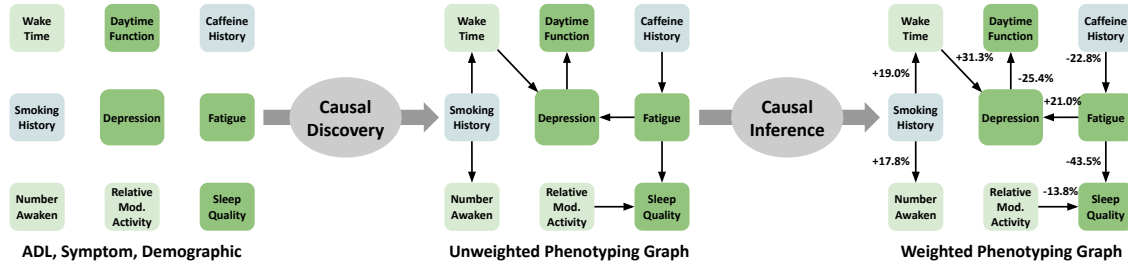 Wake
Time
Daytime
Function
Caffeine
History
Smoking
History
Depression
Fatigue
Number
Awaken
Relative
Mod.
Activity
Sleep
Quality
ADL, Symptom, Demographic
Causal
Discovery
Wake
Time
Daytime
Function
Caffeine
History
Smoking
History
Depression
Fatigue
Number
Awaken
Relative
Mod.
Activity
Sleep
Quality
Unweighted Phenotyping Graph
Causal
Inference
Wake
Time
Daytime
Function
Caffeine
History
+31.3%
-22.8%
+19.0%
-25.4%
Smoking
History
Depression
+21.0%
Fatigue
+17.8%
-43.5%
Number
Awaken
Relative
Mod.
Activity
-13.8%
Sleep
Quality
Weighted Phenotyping Graph